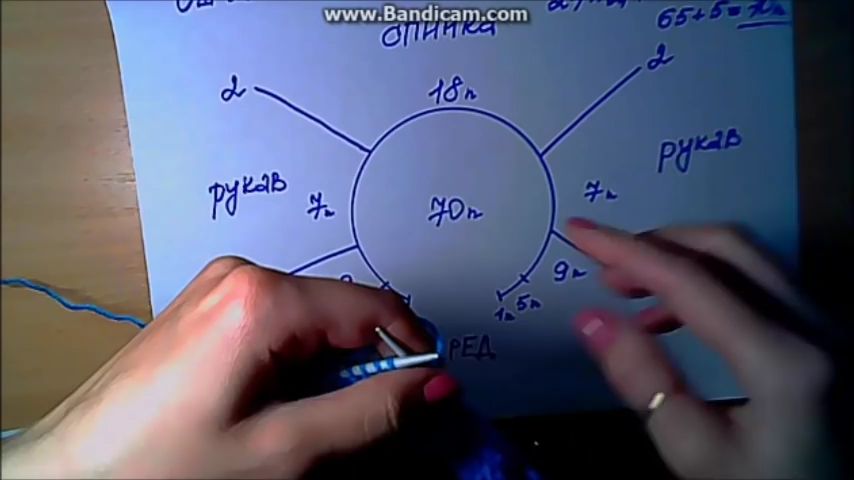 www.Bandicam.com
65+5=
СПИНКА
2
2
18п
рукав
рукав
7п
7п
70п
9п
1п 5п
РЕД